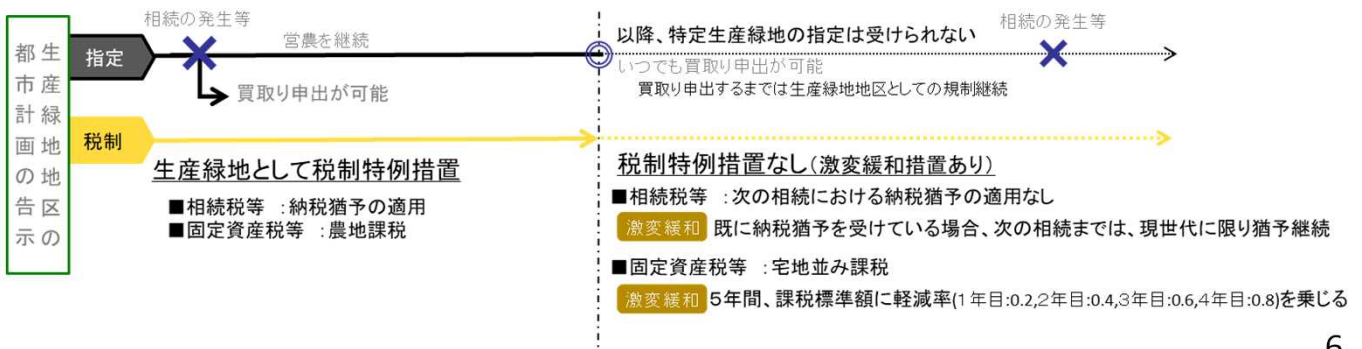 生産緑地地区の
都市計画の告示
指定
相続の発生等
営農を継続
買取り申出が可能
以降、特定生産緑地の指定は受けられない
相続の発生等
いつでも買取り申出が可能
買取り申出するまでは生産緑地地区としての規制継続
税制
生産緑地として税制特例措置
■相続税等 :納税猶予の適用
■固定資産税等 :農地課税
税制特例措置なし(激変緩和措置あり)
■相続税等 :次の相続における納税猶予の適用なし
激変緩和 既に納税猶予を受けている場合、次の相続までは、現世代に限り猶予継続
■固定資産税等 :宅地並み課税
激変緩和 5年間、課税標準額に軽減率(1年目:0.2,2年目:0.4,3年目:0.6,4年目:0.8)を乗じる
6